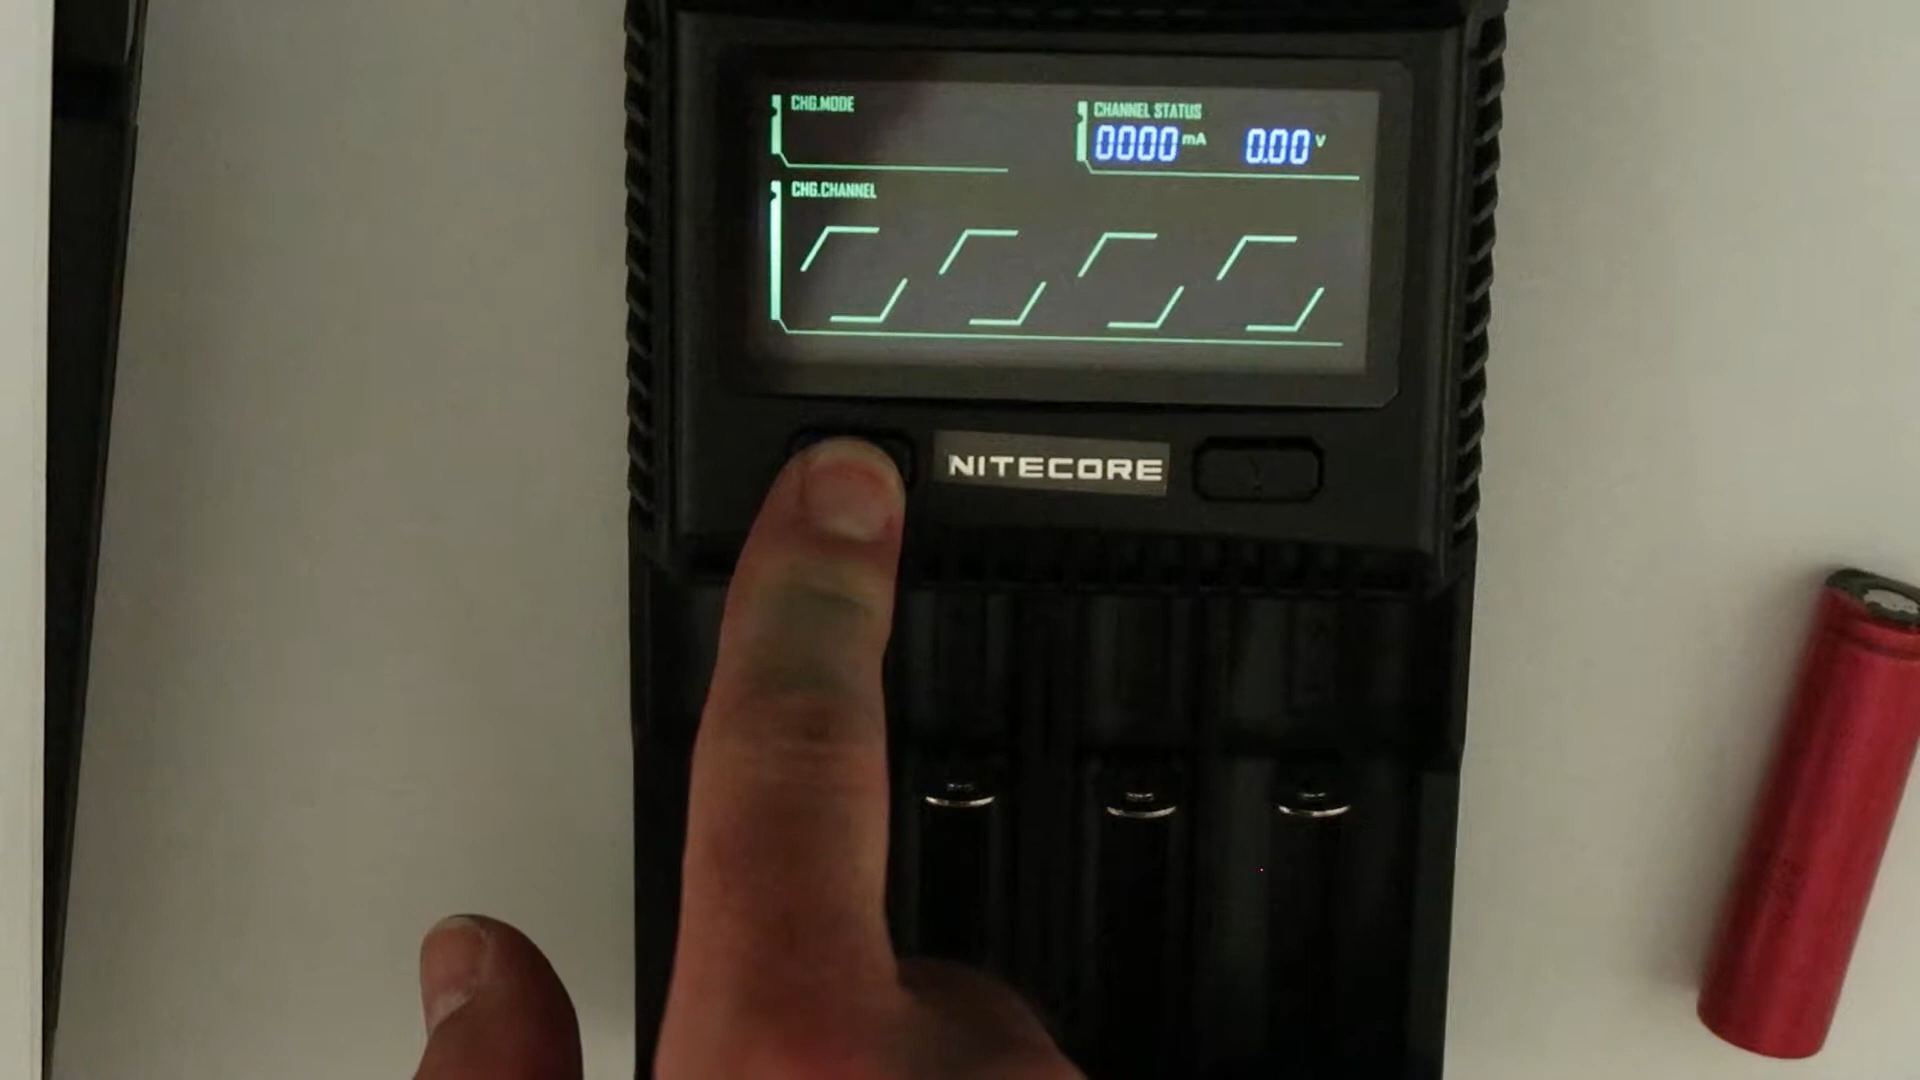 CHG.MODE
CHANNEL STATUS
0000 mA 0.00 V
CHG.CHANNEL
NITECORE